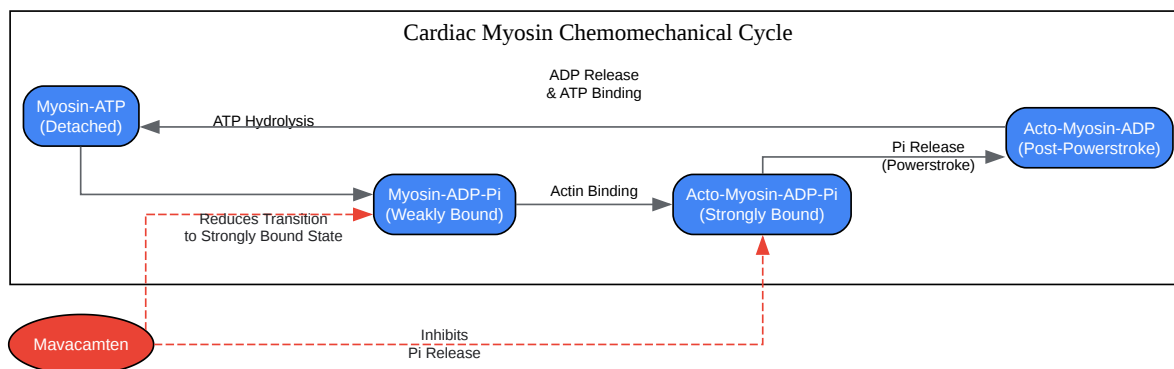 Cardiac Myosin Chemomechanical Cycle
ADP Release
& ATP Binding
Myosin-ATP
(Detached)
ATP Hydrolysis
Acto-Myosin-ADP
(Post-Powerstroke)
Pi Release
(Powerstroke)
Myosin-ADP-Pi
(Weakly Bound)
Actin Binding
Acto-Myosin-ADP-Pi
(Strongly Bound)
Reduces Transition
to Strongly Bound State
Mavacamten
Inhibits
Pi Release